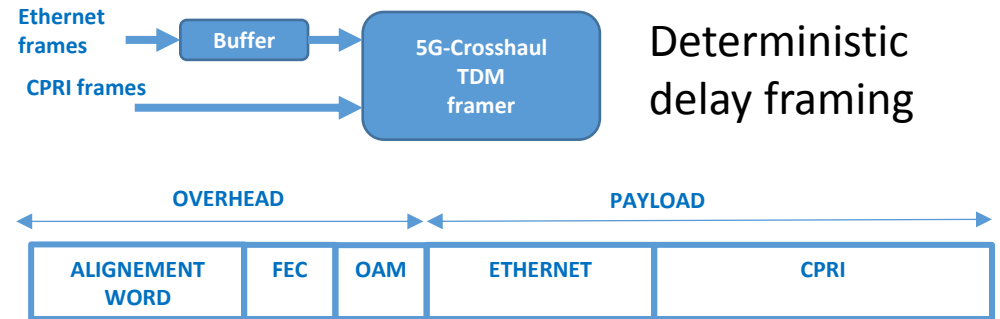 Ethernet
frames
Buffer
CPRI frames
5G-Crosshaul
TDM
framer
Deterministic
delay framing
OVERHEAD
PAYLOAD
ALIGNEMENT
WORD
FEC
OAM
ETHERNET
CPRI